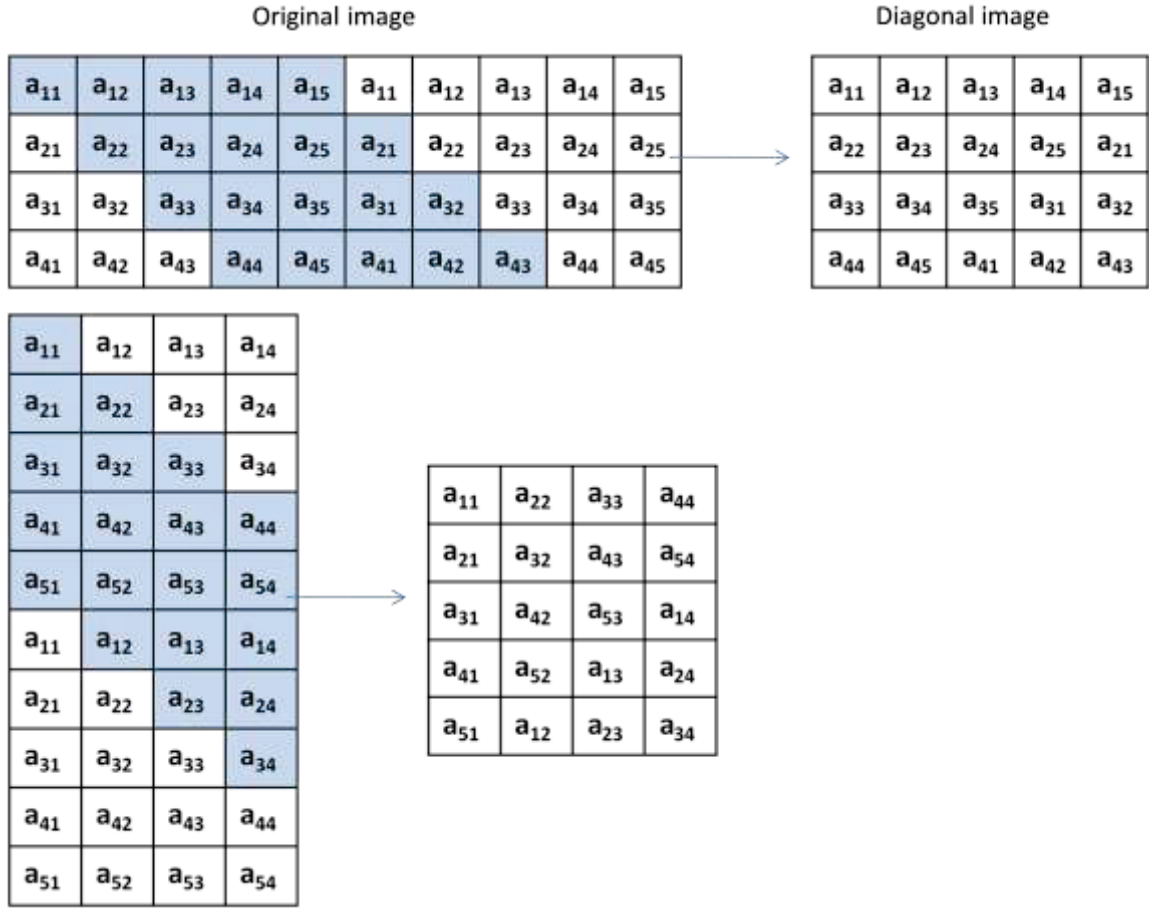 Original image Diagonal image
a11 a12 a13 a14 a15 a11 a12 a13 a14 a15 a11 a12 a13 a14 a15
a21 a22 a23 a24 a25 a21 a22 a23 a24 a25 a22 a23 a24 a25 a21
a31 a32 a33 a34 a35 a31 a32 a33 a34 a35 a33 a34 a35 a31 a32
a41 a42 a43 a44 a45 a41 a42 a43 a44 a45 a44 a45 a41 a42 a43
a11 a12 a13 a14
a21 a22 a23 a24
a31 a32 a33 a34
a41 a42 a43 a44
a51 a52 a53 a54
a11 a12 a13 a14
a21 a22 a23 a24
a31 a32 a33 a34
a41 a42 a43 a44
a51 a52 a53 a54
a11 a22 a33 a44
a21 a32 a43 a54
a31 a42 a53 a14
a41 a52 a13 a24
a51 a12 a23 a34